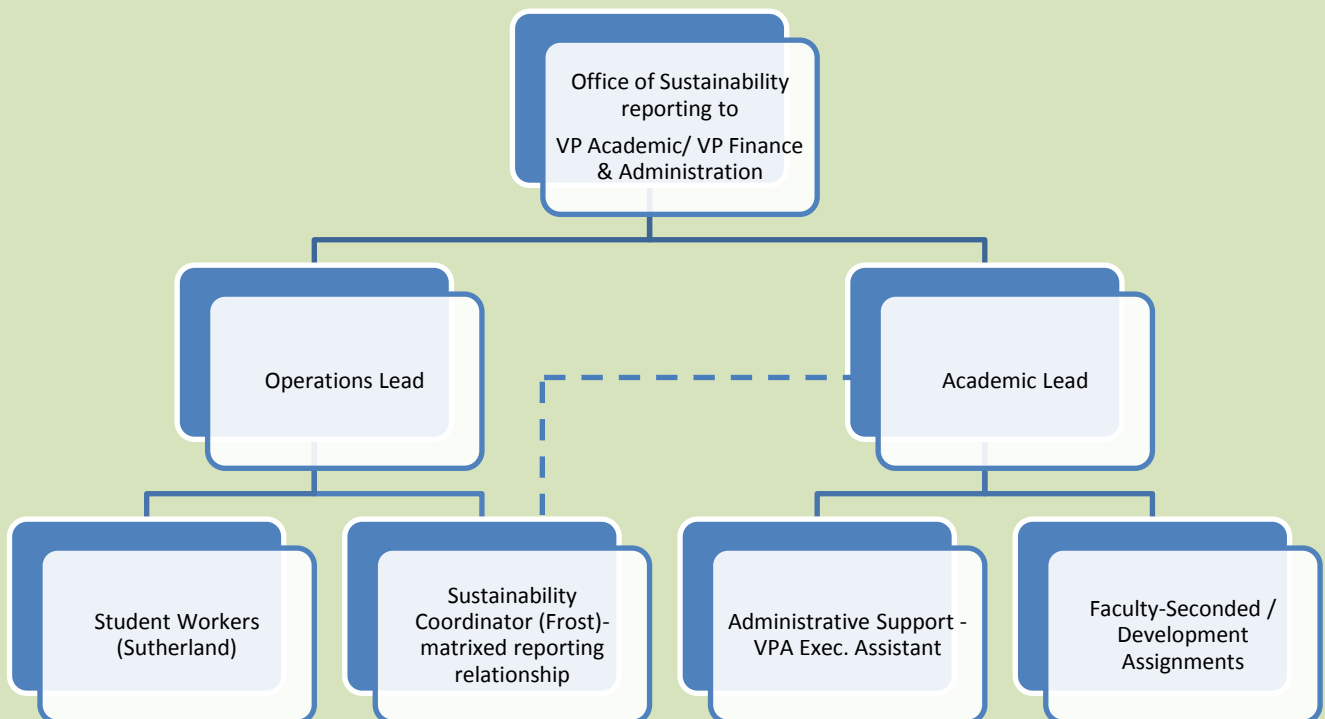 Office of Sustainability
reporting to
VP Academic/ VP Finance
& Administration
Operations Lead
Academic Lead
Student Workers
(Sutherland)
Sustainability
Coordinator (Frost)-
matrixed reporting
relationship
Administrative Support -
VPA Exec. Assistant
Faculty-Seconded /
Development
Assignments